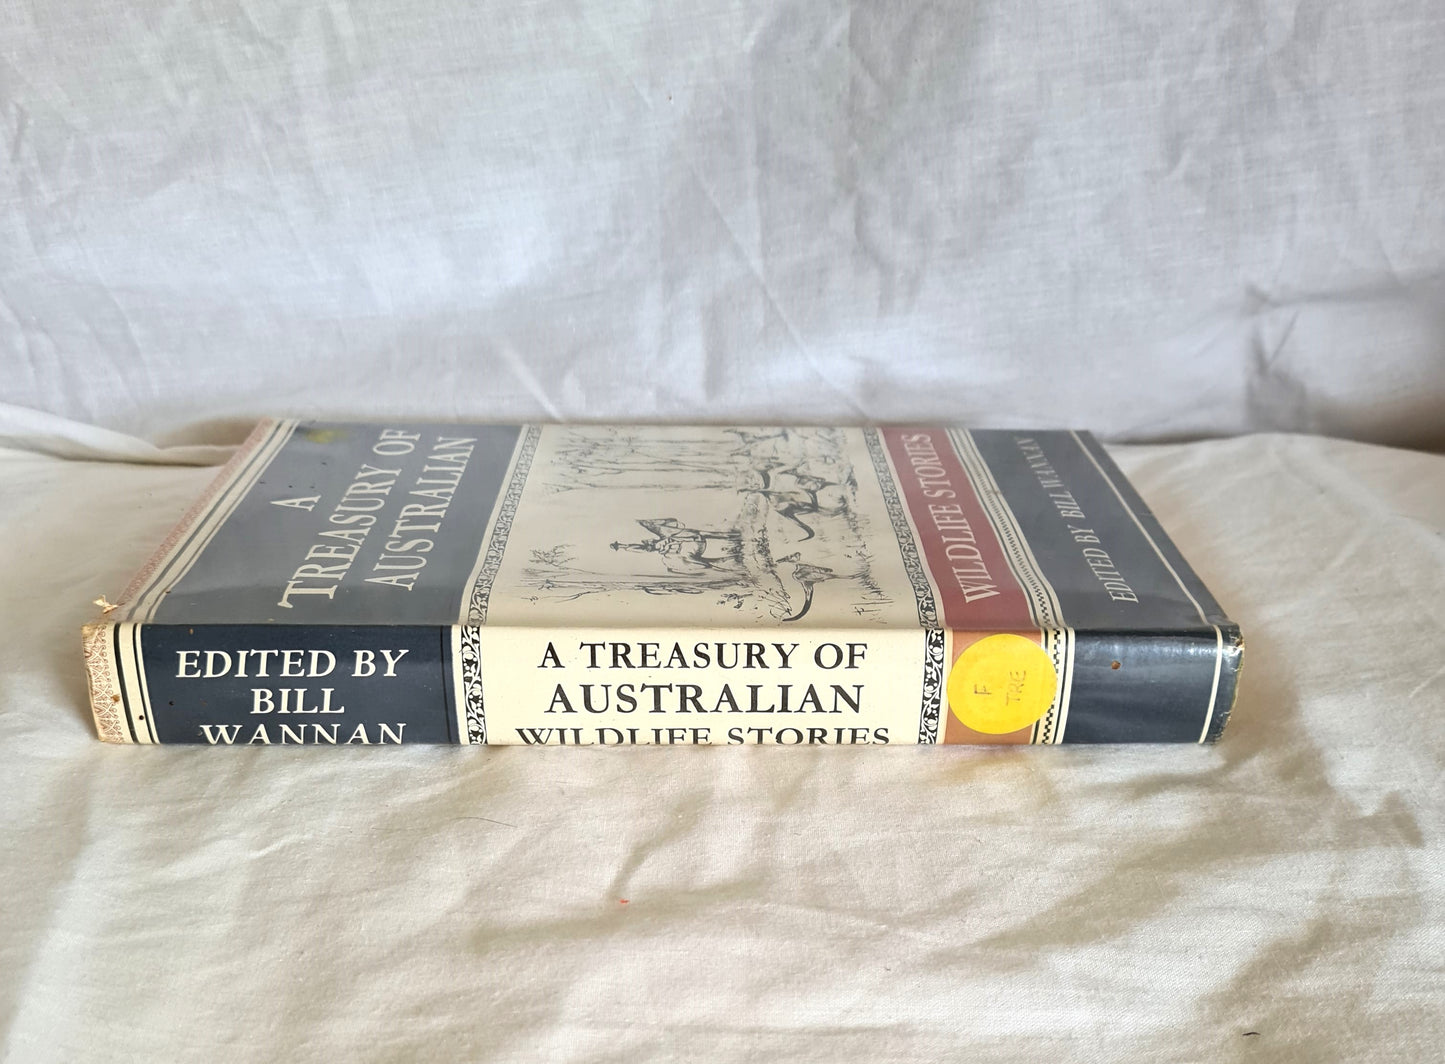 A
TREASURY OF
AUSTRALIAN
WILDLIFE STORIES
EDITED BY BILL WANNAN
EDITED BY
BILL
WANNAN
A TREASURY OF
AUSTRALIAN
WILDLIFE STORIES
F
TRE